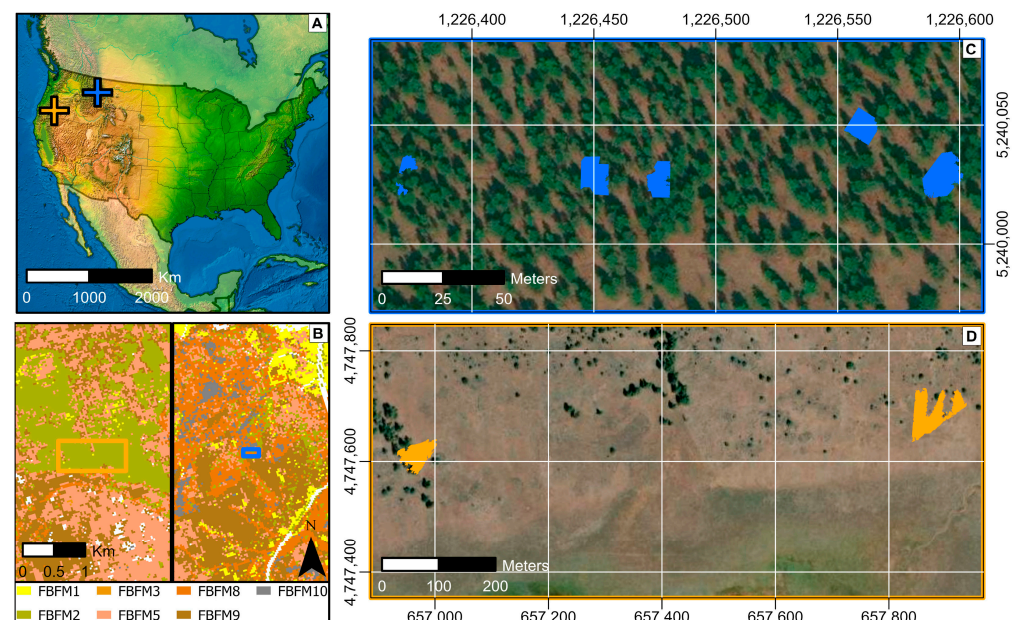 A
Km
0 1000 2000
1,226,400 1,226,450 1,226,500 1,226,550 1,226,600
C
5,240,050
5,240,000
Meters
0 25 50
B
Km
0 0.5 1
N
FBFM1 FBFM3 FBFM8 FBFM10
FBFM2 FBFM5 FBFM9
D
4,747,800
4,747,600
4,747,400
Meters
0 100 200
657,000 657,200 657,400 657,600 657,800